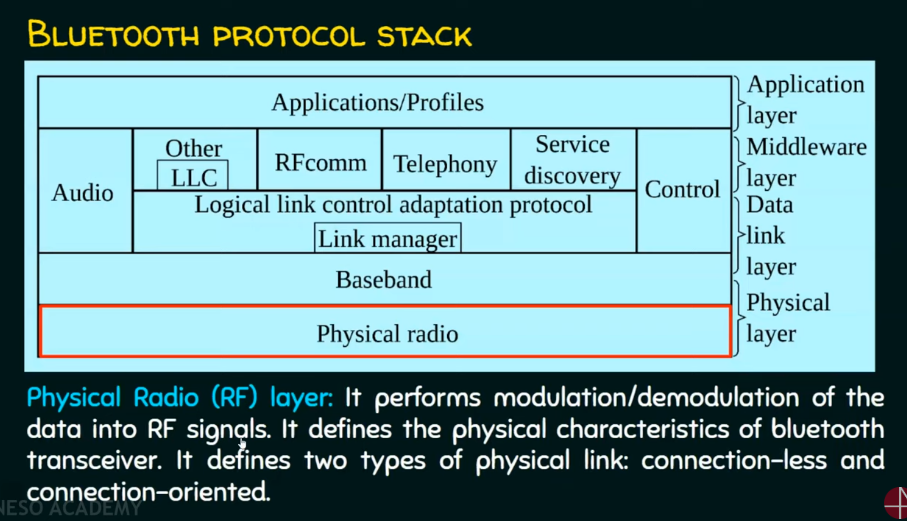 BLUETOOTH PROTOCOL STACK
Applications/Profiles
Application
layer
Audio
Other
LLC
RFcomm
Telephony
Service
discovery
Control
Middleware
layer
Logical link control adaptation protocol
Link manager
Data
link
layer
Baseband
Physical radio
Physical
layer
Physical Radio (RF) layer: It performs modulation/demodulation of the
data into RF signals. It defines the physical characteristics of bluetooth
transceiver. It defines two types of physical link: connection-less and
connection-oriented.
NESO ACADEMY